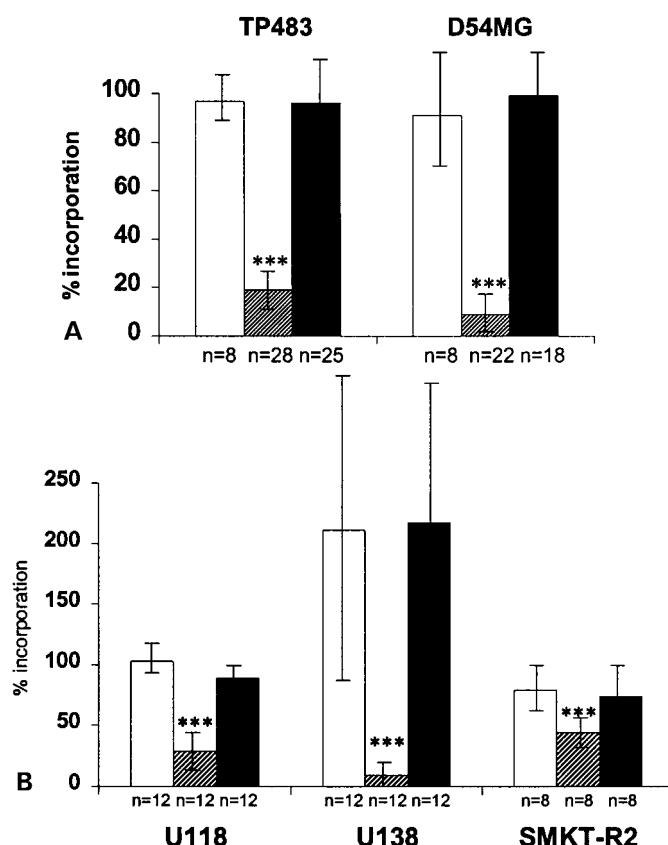 TP483 D54MG
100
80
60
40
20
0
% incorporation
*** ***
A
n=8 n=28 n=25 n=8 n=22 n=18
250
200
150
100
50
0
% incorporation
*** *** ***
B
n=12 n=12 n=12 n=12 n=12 n=12 n=8 n=8 n=8
U118 U138 SMKT-R2